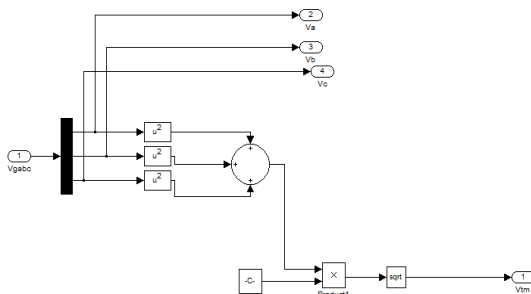 2
Va
3
Vb
4
Vc
u²
+
1
u²
+
Vgabc
u²
+
×
sqrt
1
-C-
Product1
Vtm